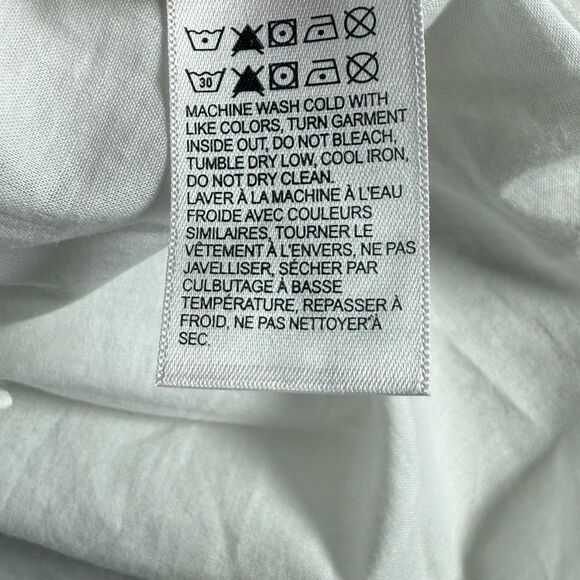 30
MACHINE WASH COLD WITH
LIKE COLORS, TURN GARMENT
INSIDE OUT, DO NOT BLEACH,
TUMBLE DRY LOW, COOL IRON,
DO NOT DRY CLEAN.
LAVER À LA MACHINE À L'EAU
FROIDE AVEC COULEURS
SIMILAIRES, TOURNER LE
VÊTEMENT À L'ENVERS, NE PAS
JAVELLISER, SÉCHER PAR
CULBUTAGE À BASSE
TEMPÉRATURE, REPASSER À
FROID, NE PAS NETTOYER À
SEC.